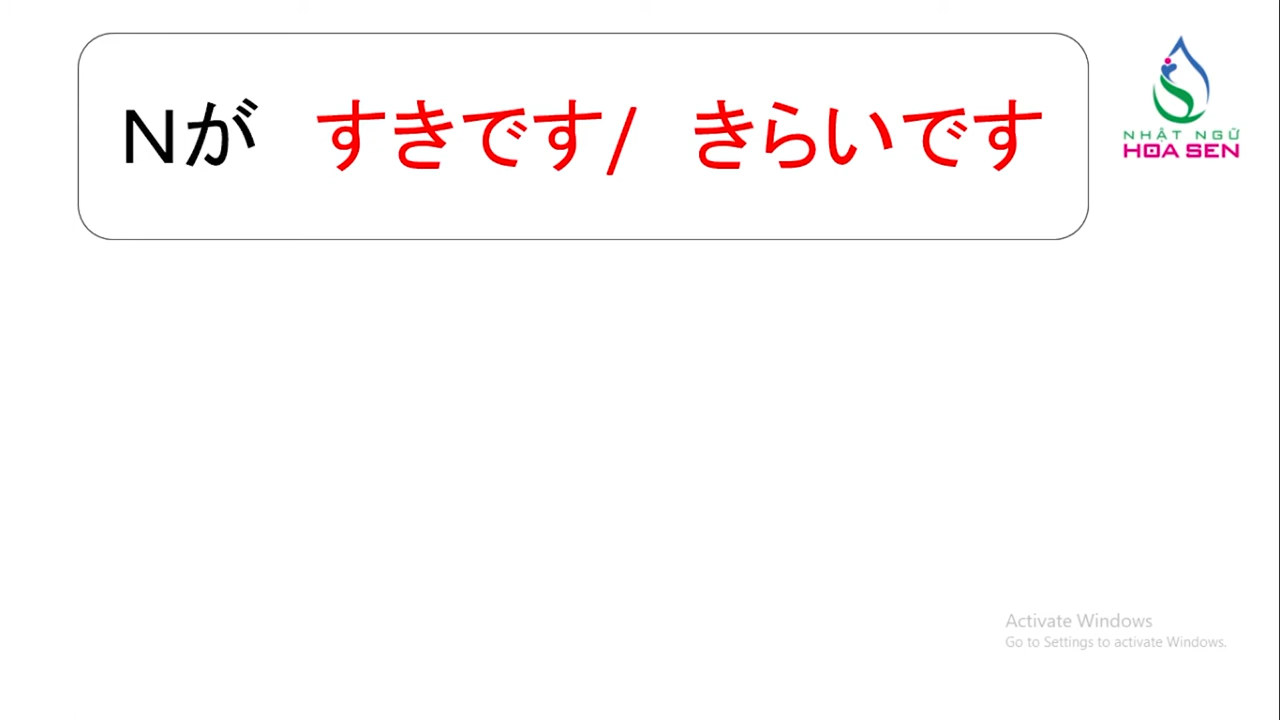 Nが すきです/ きらいです
NHẬT NGỮ
HOA SEN
Activate Windows
Go to Settings to activate Windows.